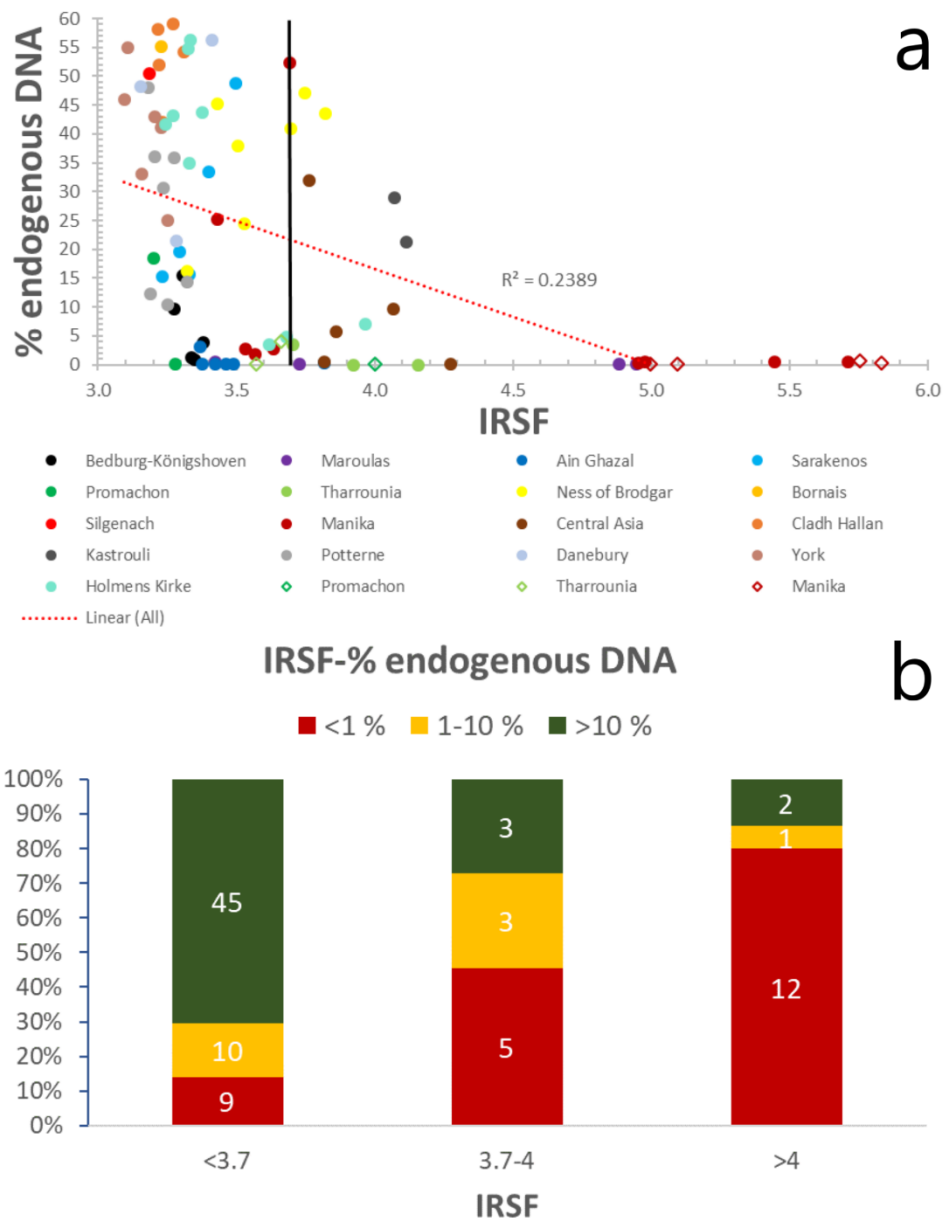 a
% endogenous DNA
60
55
50
45
40
35
30
25
20
15
10
5
0
R² = 0.2389
3.0 3.5 4.0 4.5 5.0 5.5 6.0
IRSF
Bedburg-Königshoven Maroulas Ain Ghazal Sarakenos
Promachon Tharrounia Ness of Brodgar Bornais
Silgenach Manika Central Asia Cladh Hallan
Kastrouli Potterne Danebury York
Holmens Kirke Promachon Tharrounia Manika
Linear (All)
b
IRSF-% endogenous DNA
<1 % 1-10 % >10 %
100%
90%
80%
70%
60%
50%
40%
30%
20%
10%
0%
45
10
9
3
3
5
2
1
12
<3.7 3.7-4 >4
IRSF